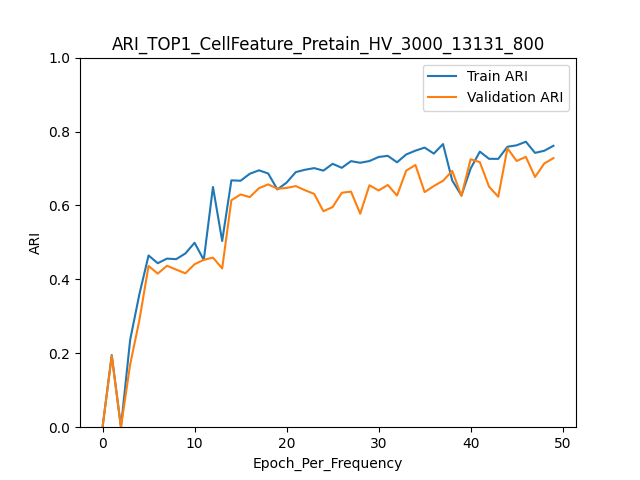 ARI_TOP1_CellFeature_Pretain_HV_3000_13131_800
Train ARI
Validation ARI
1.0
0.8
0.6
0.4
0.2
0.0
ARI
0 10 20 30 40 50
Epoch_Per_Frequency